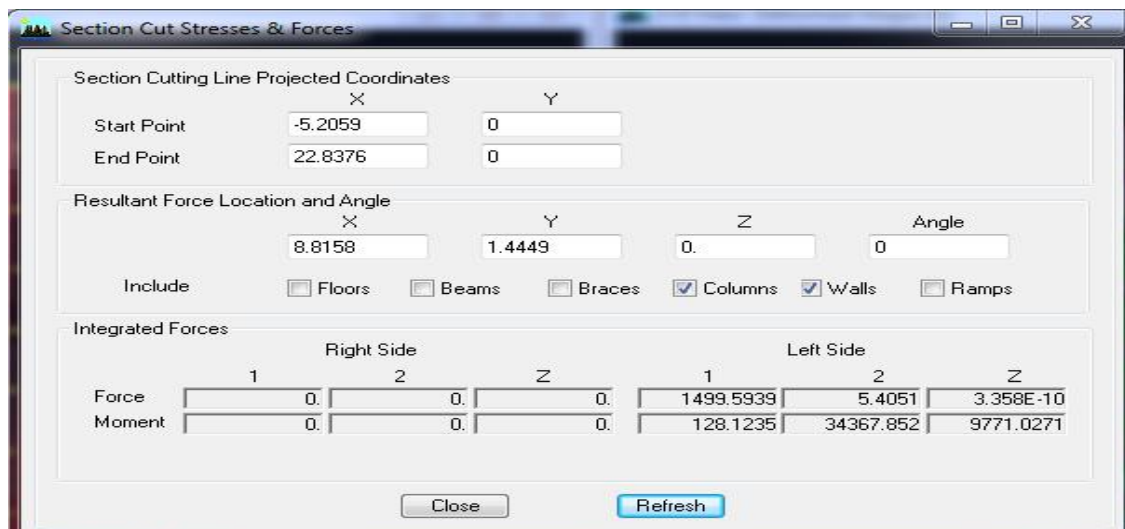 Section Cut Stresses & Forces
Section Cutting Line Projected Coordinates
X Y
Start Point -5.2059 0
End Point 22.8376 0
Resultant Force Location and Angle
X Y Z Angle
8.8158 1.4449 0. 0
Include Floors Beams Braces Columns Walls Ramps
Integrated Forces
Right Side Left Side
1 2 Z 1 2 Z
Force 0. 0. 0. 1499.5939 5.4051 3.358E-10
Moment 0. 0. 0. 128.1235 34367.852 9771.0271
Close Refresh